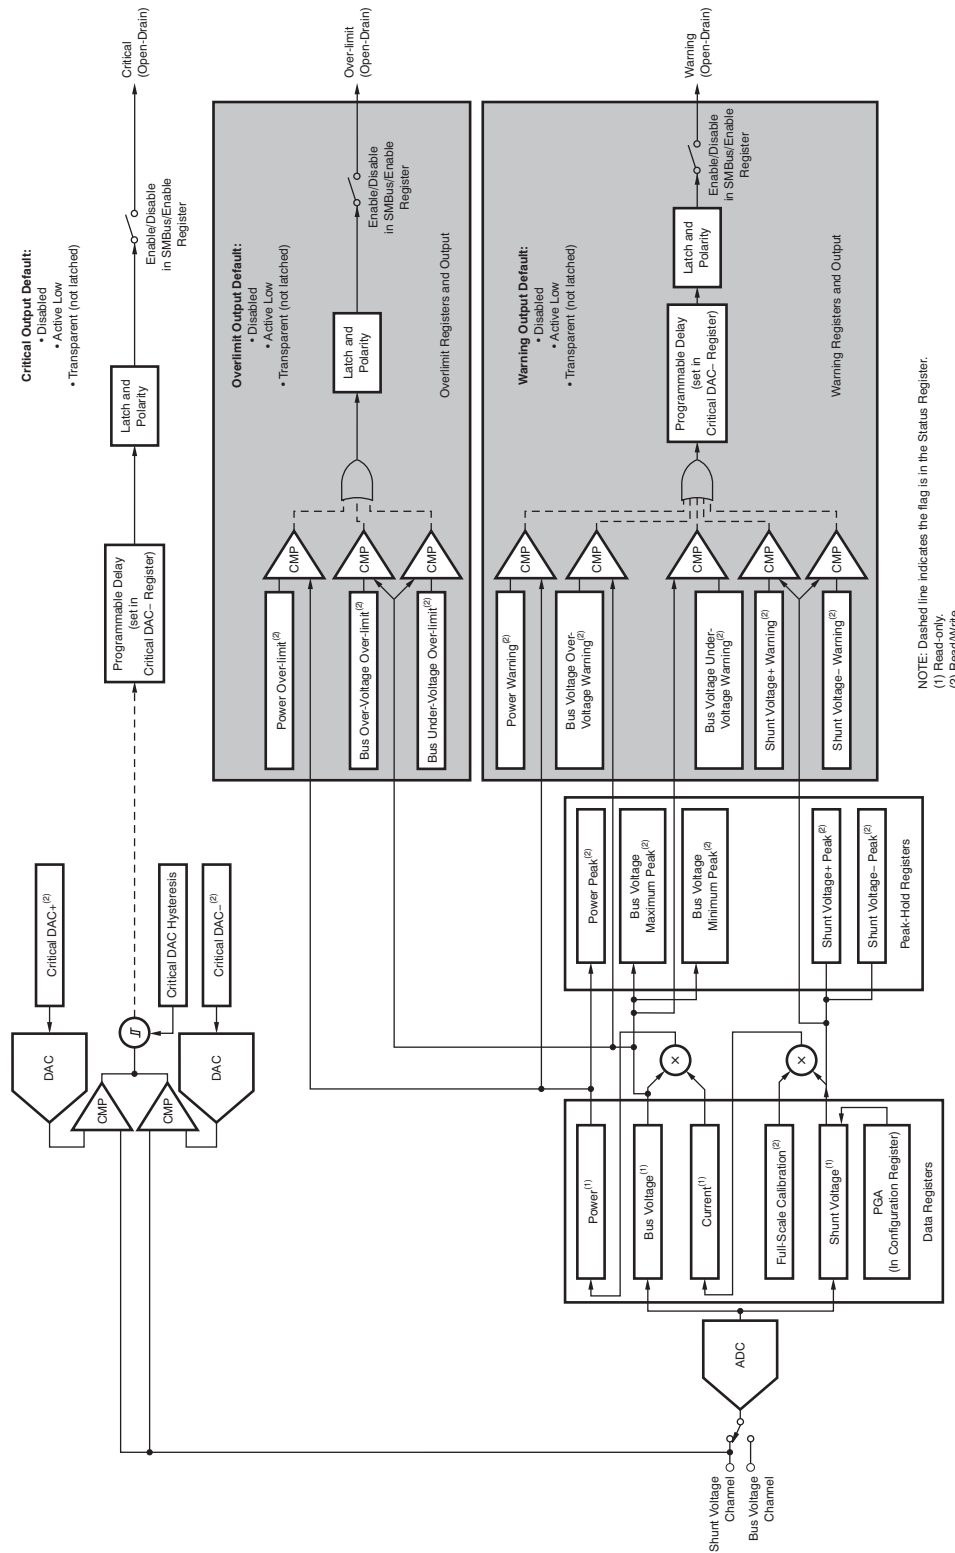 Shunt Voltage
Channel
Bus Voltage
Channel
ADC
DAC
CMP
CMP
DAC
Critical DAC+(2)
Critical DAC Hysteresis
Critical DAC–(2)
Programmable Delay
(set in
Critical DAC– Register)
Latch and
Polarity
Critical Output Default:
• Disabled
• Active Low
• Transparent (not latched)
Enable/Disable
in SMBus/Enable
Register
Critical
(Open-Drain)
Power Over-limit(2)
Bus Over-Voltage Over-limit(2)
Bus Under-Voltage Over-limit(2)
CMP
CMP
CMP
Latch and
Polarity
Overlimit Output Default:
• Disabled
• Active Low
• Transparent (not latched)
Enable/Disable
in SMBus/Enable
Register
Overlimit Registers and Output
Over-limit
(Open-Drain)
Power Warning(2)
Bus Voltage Over-
Voltage Warning(2)
Bus Voltage Under-
Voltage Warning(2)
Shunt Voltage+ Warning(2)
Shunt Voltage– Warning(2)
CMP
CMP
CMP
CMP
CMP
Programmable Delay
(set in
Critical DAC– Register)
Latch and
Polarity
Warning Output Default:
• Disabled
• Active Low
• Transparent (not latched)
Enable/Disable
in SMBus/Enable
Register
Warning Registers and Output
Warning
(Open-Drain)
Power(1)
Bus Voltage(1)
Current(1)
Full-Scale Calibration(2)
Shunt Voltage(1)
PGA
(In Configuration Register)
Data Registers
×
×
Power Peak(2)
Bus Voltage
Maximum Peak(2)
Bus Voltage
Minimum Peak(2)
Shunt Voltage+ Peak(2)
Shunt Voltage– Peak(2)
Peak-Hold Registers
NOTE: Dashed line indicates the flag is in the Status Register.
(1) Read-only.
(2) Read/Write